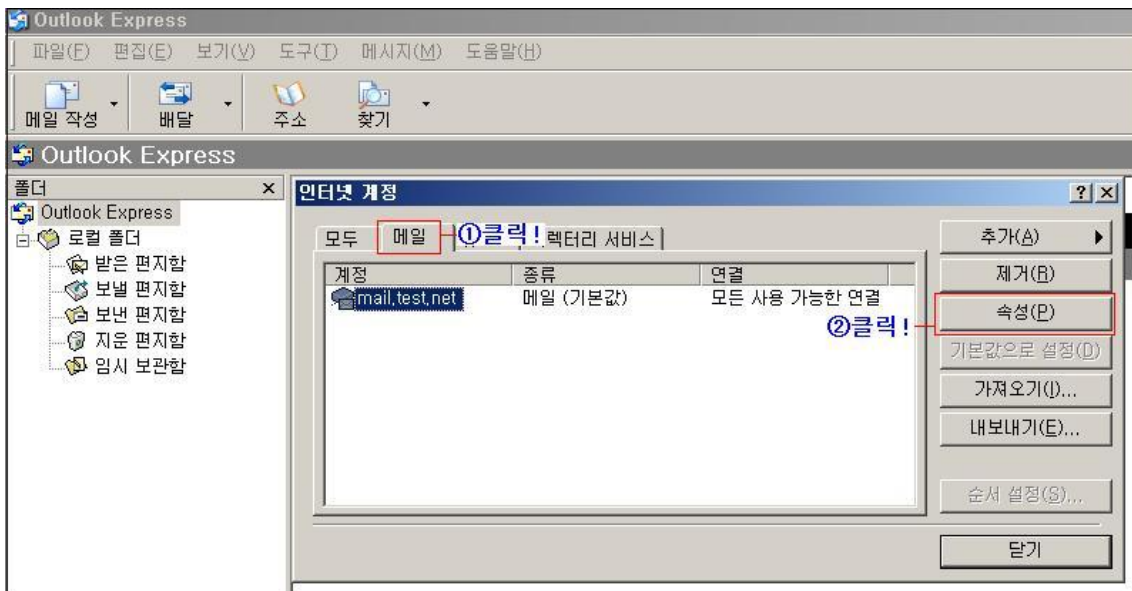 Outlook Express
파일(F) 편집(E) 보기(V) 도구(T) 메시지(M) 도움말(H)
메일 작성 배달 주소 찾기
Outlook Express
폴더
Outlook Express
로컬 폴더
받은 편지함
보낼 편지함
보낸 편지함
지운 편지함
임시 보관함
인터넷 계정
모두 메일 ①클릭! 렉터리 서비스
계정 종류 연결
mail.test.net 메일 (기본값) 모든 사용 가능한 연결
②클릭!
추가(A)
제거(R)
속성(P)
기본값으로 설정(D)
가져오기(I)...
내보내기(E)...
순서 설정(S)...
닫기